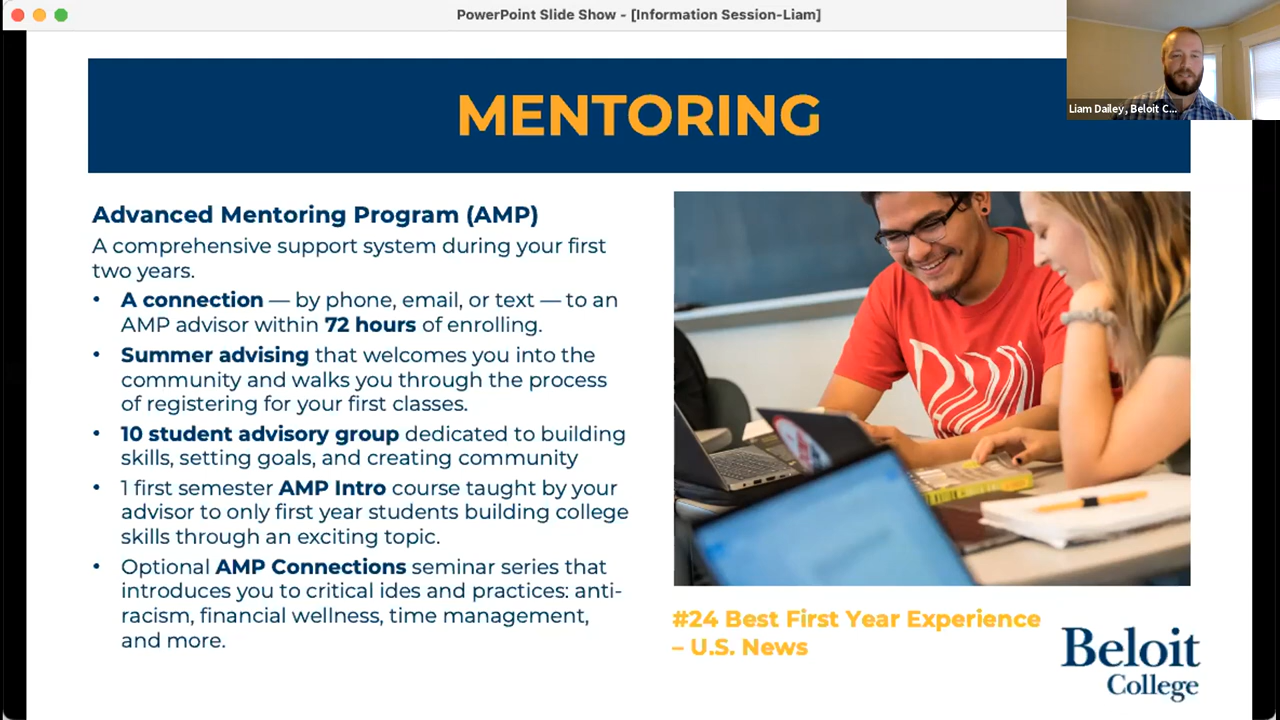 PowerPoint Slide Show - [Information Session-Liam]
Liam Dailey, Beloit C...
MENTORING
Advanced Mentoring Program (AMP)
A comprehensive support system during your first
two years.
• A connection — by phone, email, or text — to an
AMP advisor within 72 hours of enrolling.
• Summer advising that welcomes you into the
community and walks you through the process
of registering for your first classes.
• 10 student advisory group dedicated to building
skills, setting goals, and creating community
• 1 first semester AMP Intro course taught by your
advisor to only first year students building college
skills through an exciting topic.
• Optional AMP Connections seminar series that
introduces you to critical ides and practices: anti-
racism, financial wellness, time management,
and more.
#24 Best First Year Experience
– U.S. News
Beloit
College